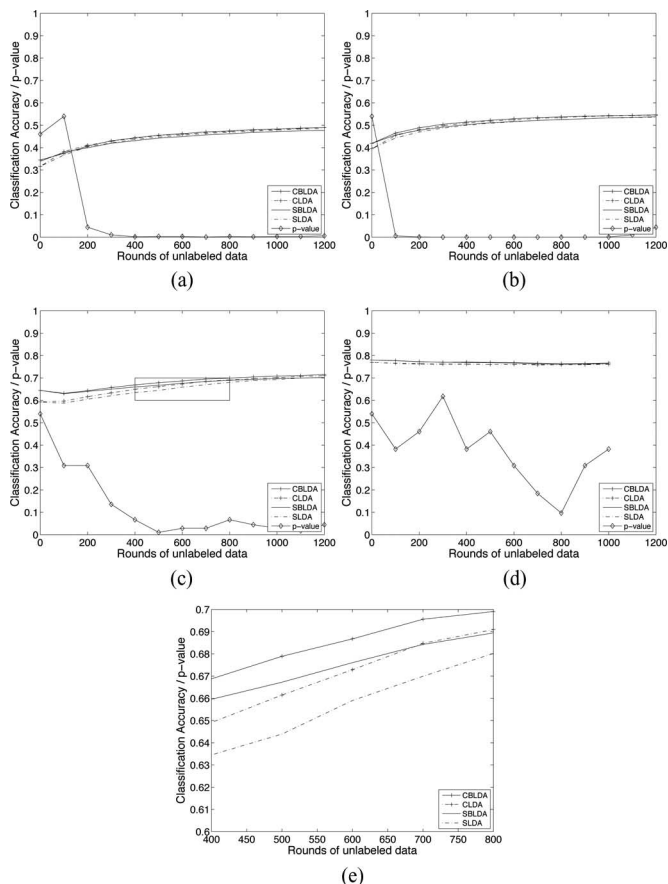 1
0.9
0.8
0.7
0.6
0.5
0.4
0.3
0.2
0.1
0
Classification Accuracy / p-value
0 200 400 600 800 1000 1200
Rounds of unlabeled data
CBLDA
CLDA
SBLDA
SLDA
p-value
(a)
1
0.9
0.8
0.7
0.6
0.5
0.4
0.3
0.2
0.1
0
Classification Accuracy / p-value
0 200 400 600 800 1000 1200
Rounds of unlabeled data
CBLDA
CLDA
SBLDA
SLDA
p-value
(b)
1
0.9
0.8
0.7
0.6
0.5
0.4
0.3
0.2
0.1
0
Classification Accuracy / p-value
0 200 400 600 800 1000 1200
Rounds of unlabeled data
CBLDA
CLDA
SBLDA
SLDA
p-value
(c)
1
0.9
0.8
0.7
0.6
0.5
0.4
0.3
0.2
0.1
0
Classification Accuracy / p-value
0 200 400 600 800 1000 1200
Rounds of unlabeled data
CBLDA
CLDA
SBLDA
SLDA
p-value
(d)
0.7
0.69
0.68
0.67
0.66
0.65
0.64
0.63
0.62
0.61
0.6
Classification Accuracy / p-value
400 450 500 550 600 650 700 750 800
Rounds of unlabeled data
CBLDA
CLDA
SBLDA
SLDA
(e)